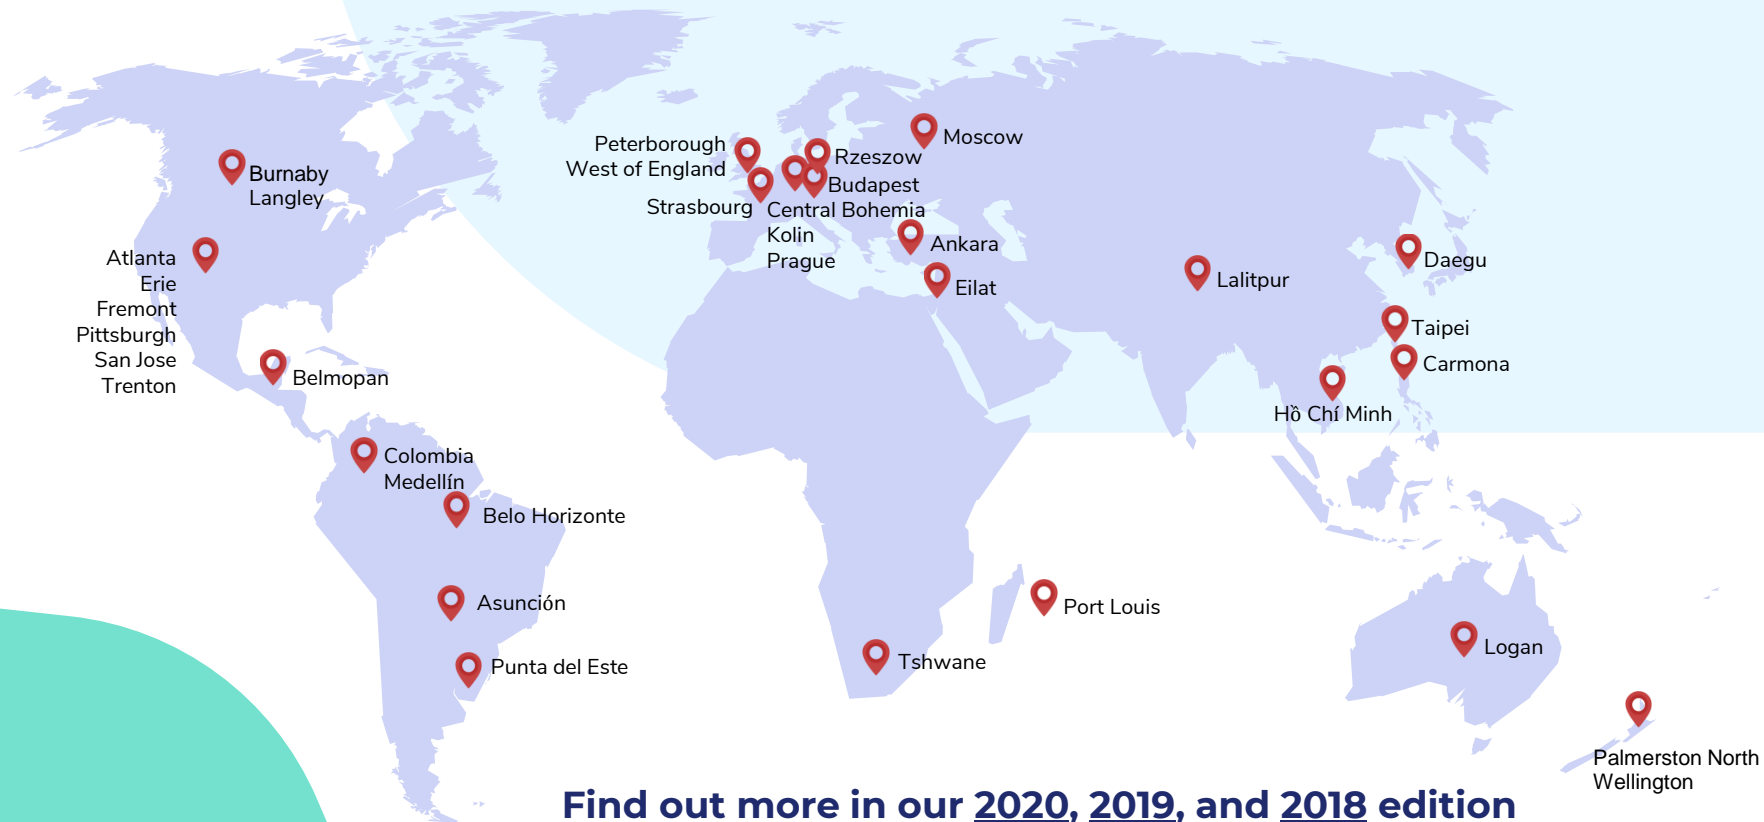 Peterborough
West of England
Moscow
Rzeszow
Budapest
Burnaby
Langley
Strasbourg
Central Bohemia
Kolin
Prague
Ankara
Eilat
Atlanta
Erie
Fremont
Pittsburgh
San Jose
Trenton
Daegu
Lalitpur
Taipei
Carmona
Belmopan
Hồ Chí Minh
Colombia
Medellín
Belo Horizonte
Asunción
Port Louis
Punta del Este
Tshwane
Logan
Palmerston North
Wellington
Find out more in our 2020, 2019, and 2018 edition